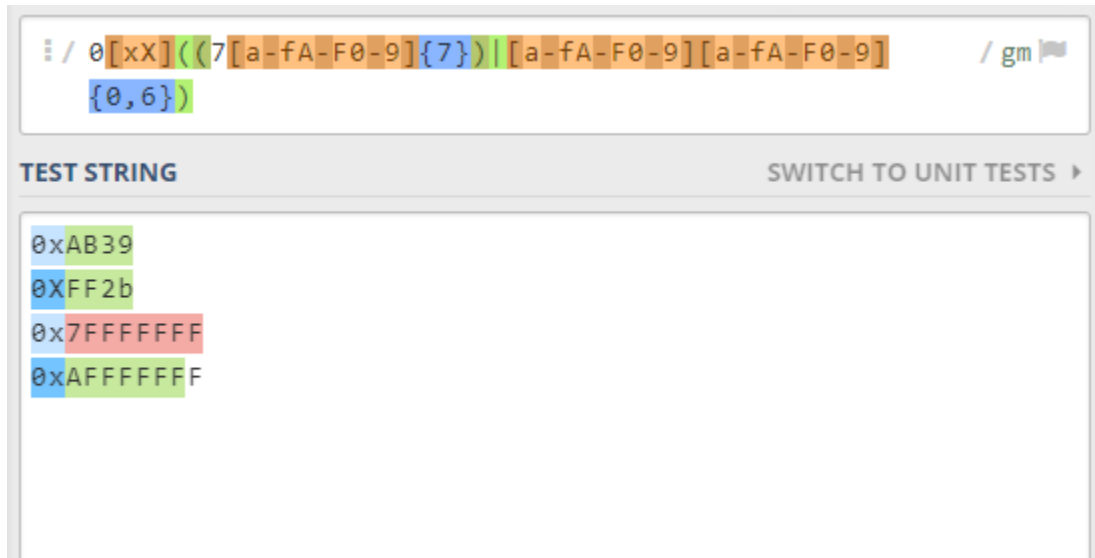 / 0[xX]((7[a-fA-F0-9]{7})|[a-fA-F0-9][a-fA-F0-9] / gm
{0,6})
TEST STRING SWITCH TO UNIT TESTS
0xAB39
0XFF2b
0x7FFFFFFF
0xAFFFFFFF